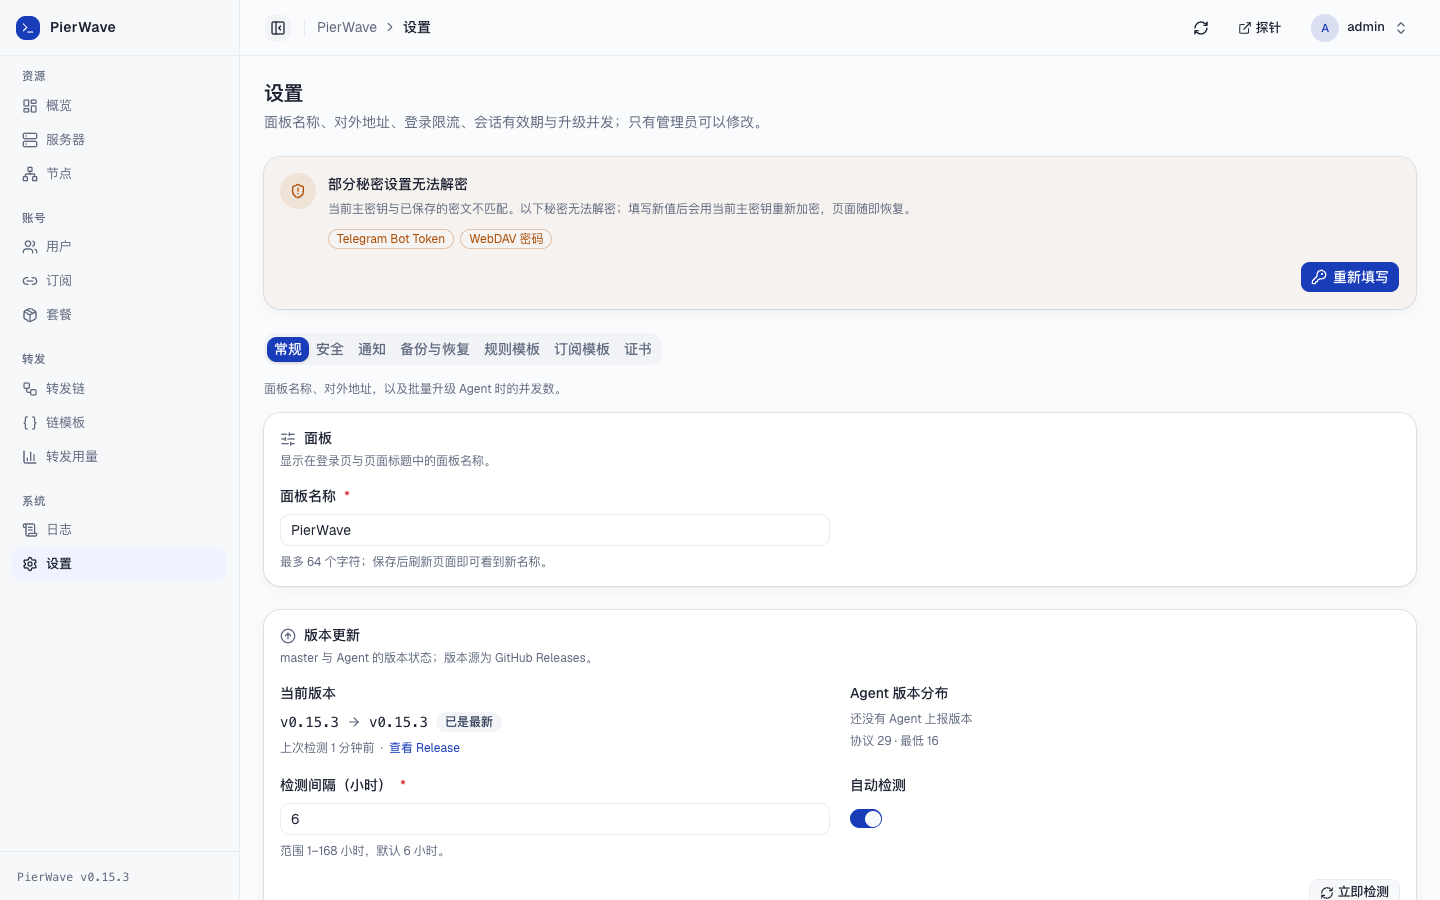 PierWave
资源
概览
服务器
节点
账号
用户
订阅
套餐
转发
转发链
链模板
转发用量
系统
日志
设置
PierWave v0.15.3
PierWave > 设置
探针
A admin
设置
面板名称、对外地址、登录限流、会话有效期与升级并发；只有管理员可以修改。
部分秘密设置无法解密
当前主密钥与已保存的密文不匹配。以下秘密无法解密；填写新值后会用当前主密钥重新加密，页面随即恢复。
Telegram Bot Token WebDAV 密码
重新填写
常规 安全 通知 备份与恢复 规则模板 订阅模板 证书
面板名称、对外地址，以及批量升级 Agent 时的并发数。
面板
显示在登录页与页面标题中的面板名称。
面板名称 *
PierWave
最多 64 个字符；保存后刷新页面即可看到新名称。
版本更新
master 与 Agent 的版本状态；版本源为 GitHub Releases。
当前版本
v0.15.3 → v0.15.3 已是最新
上次检测 1 分钟前 · 查看 Release
Agent 版本分布
还没有 Agent 上报版本
协议 29 · 最低 16
检测间隔（小时） *
6
范围 1–168 小时，默认 6 小时。
自动检测
立即检测